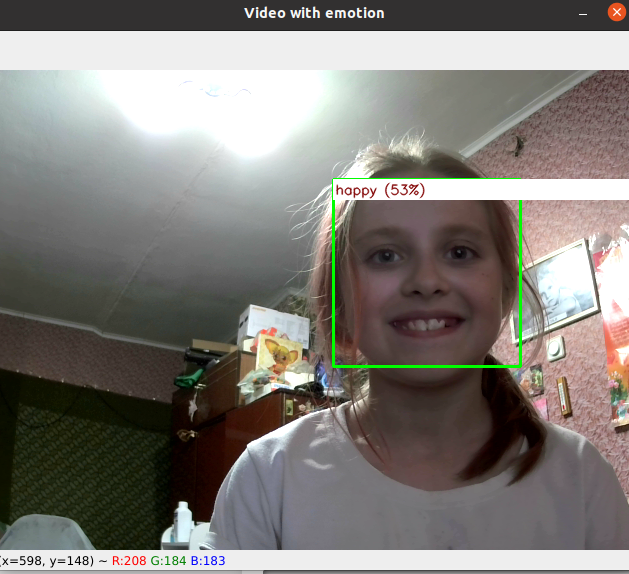 Video with emotion
happy (53%)
(x=598, y=148) ~ R:208 G:184 B:183